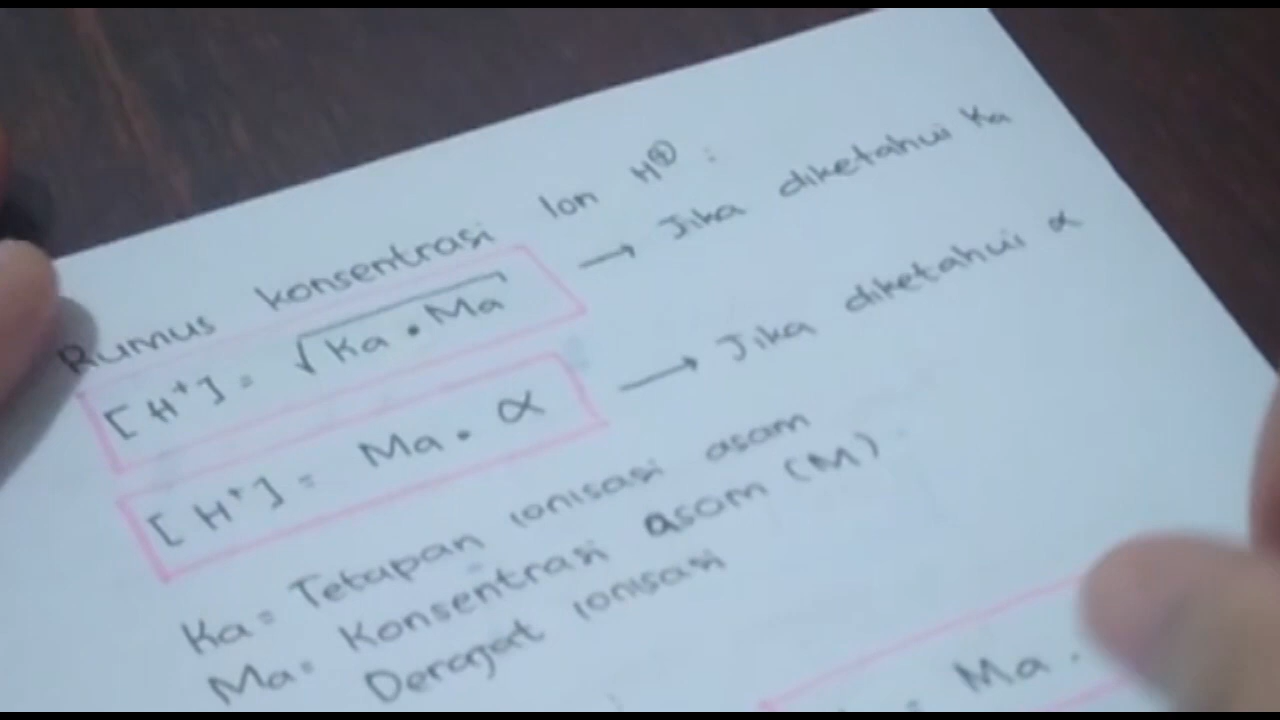 Rumus konsentrasi Ion H⊕ :
[H⁺] = √Ka • Ma → Jika diketahui Ka
[H⁺] = Ma • α → Jika diketahui α
Ka = Tetapan ionisasi asam
Ma = Konsentrasi asam (M)
Derajat ionisasi
= Ma •